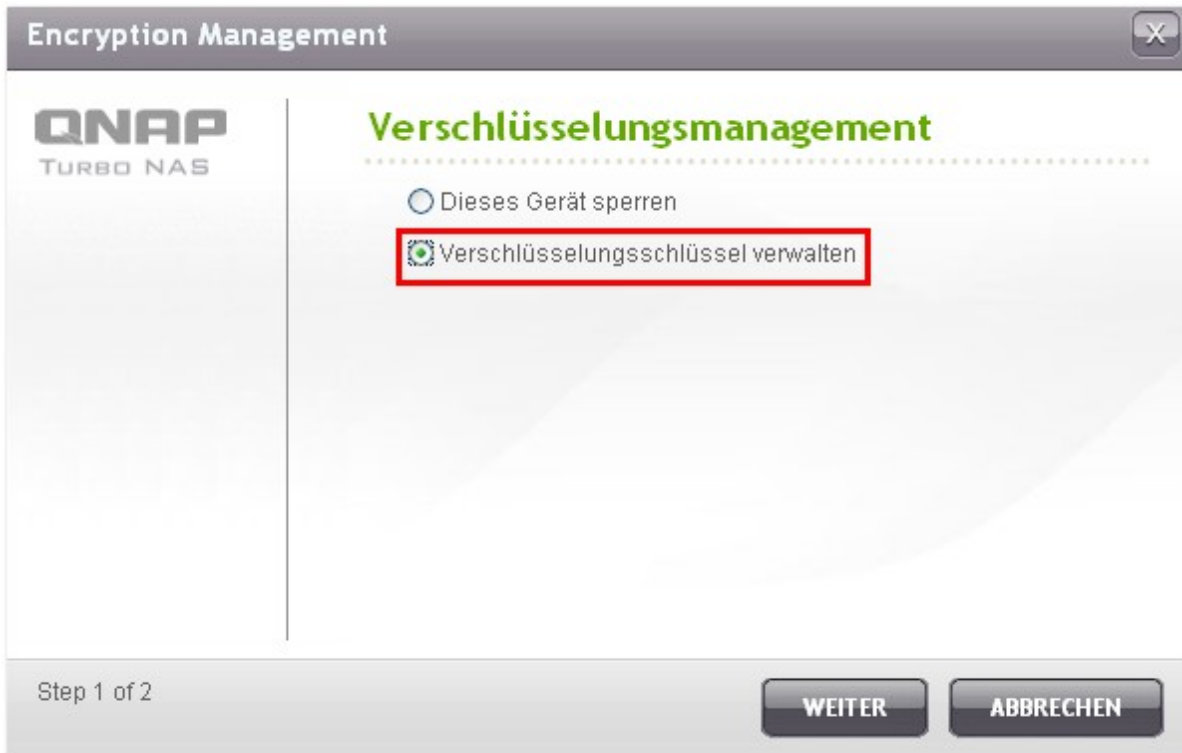 Encryption Management
X
QNAP
TURBO NAS
Verschlüsselungsmanagement
Dieses Gerät sperren
Verschlüsselungsschlüssel verwalten
Step 1 of 2
WEITER
ABBRECHEN